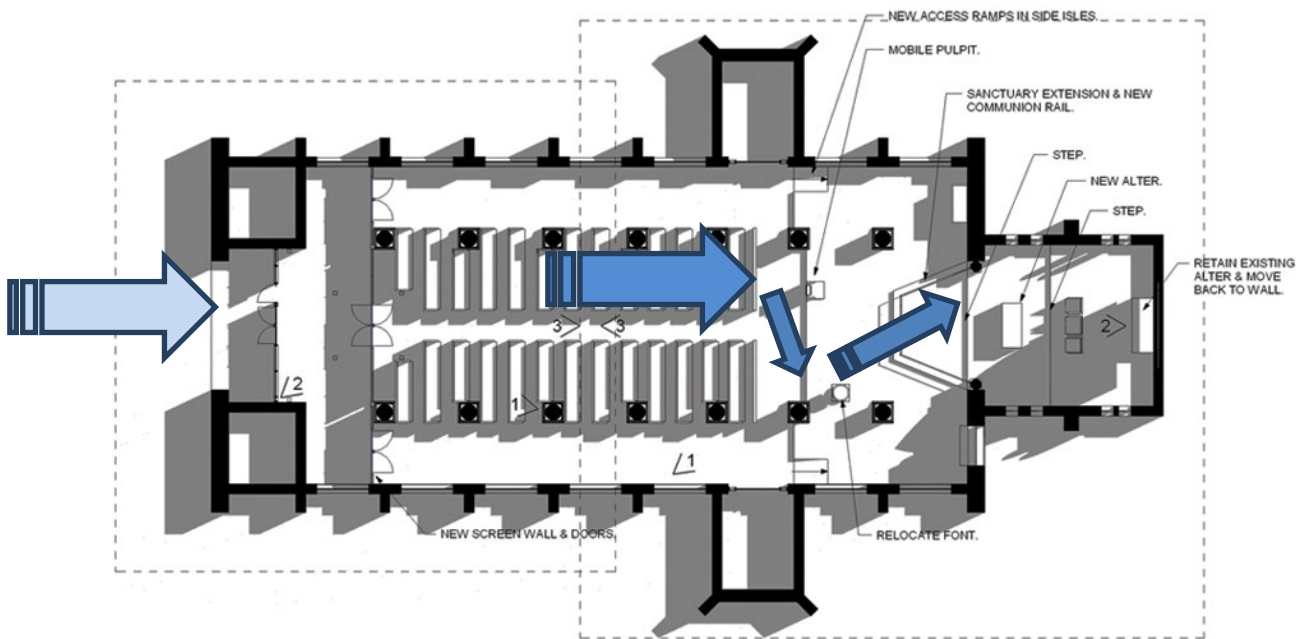 NEW ACCESS RAMPS IN SIDE ISLES.
MOBILE PULPIT.
SANCTUARY EXTENSION & NEW
COMMUNION RAIL.
STEP.
NEW ALTER.
STEP.
RETAIN EXISTING
ALTER & MOVE
BACK TO WALL.
3
3
2
2
1
1
NEW SCREEN WALL & DOORS.
RELOCATE FONT.